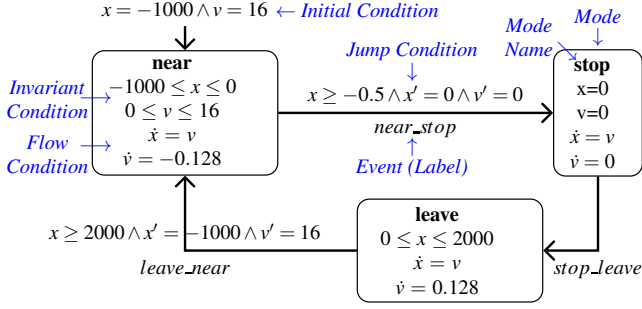 x = −1000 ∧ v = 16 ← Initial Condition
Mode
Mode Name
Jump Condition
near
−1000 ≤ x ≤ 0
0 ≤ v ≤ 16
ẋ = v
v̇ = −0.128
Invariant Condition
Flow Condition
x ≥ −0.5 ∧ x′ = 0 ∧ v′ = 0
near_stop
Event (Label)
stop
x=0
v=0
ẋ = v
v̇ = 0
x ≥ 2000 ∧ x′ = −1000 ∧ v′ = 16
leave_near
leave
0 ≤ x ≤ 2000
ẋ = v
v̇ = 0.128
stop_leave